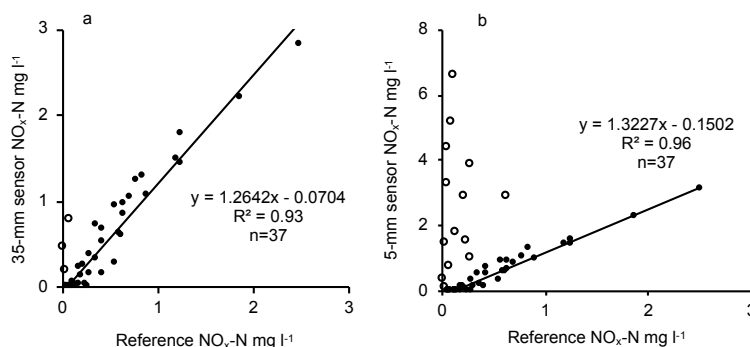 a
3
2
1
0
0
1
2
3
35-mm sensor NOx-N mg l-1
Reference NOx-N mg l-1
y = 1.2642x - 0.0704
R² = 0.93
n=37
b
8
6
4
2
0
0
1
2
3
5-mm sensor NOx-N mg l-1
Reference NOx-N mg l-1
y = 1.3227x - 0.1502
R² = 0.96
n=37